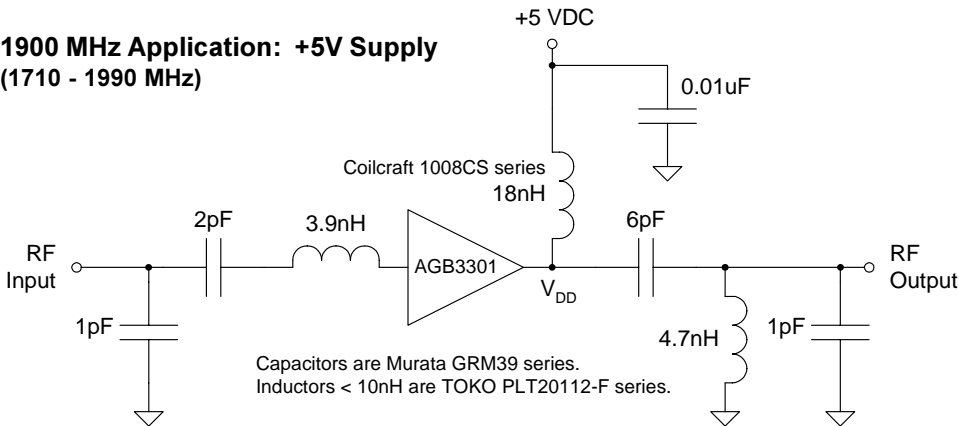 +5 VDC
1900 MHz Application: +5V Supply
(1710 - 1990 MHz)
0.01uF
Coilcraft 1008CS series
18nH
2pF
3.9nH
6pF
RF
Input
AGB3301
RF
Output
VDD
1pF
4.7nH
1pF
Capacitors are Murata GRM39 series.
Inductors < 10nH are TOKO PLT20112-F series.